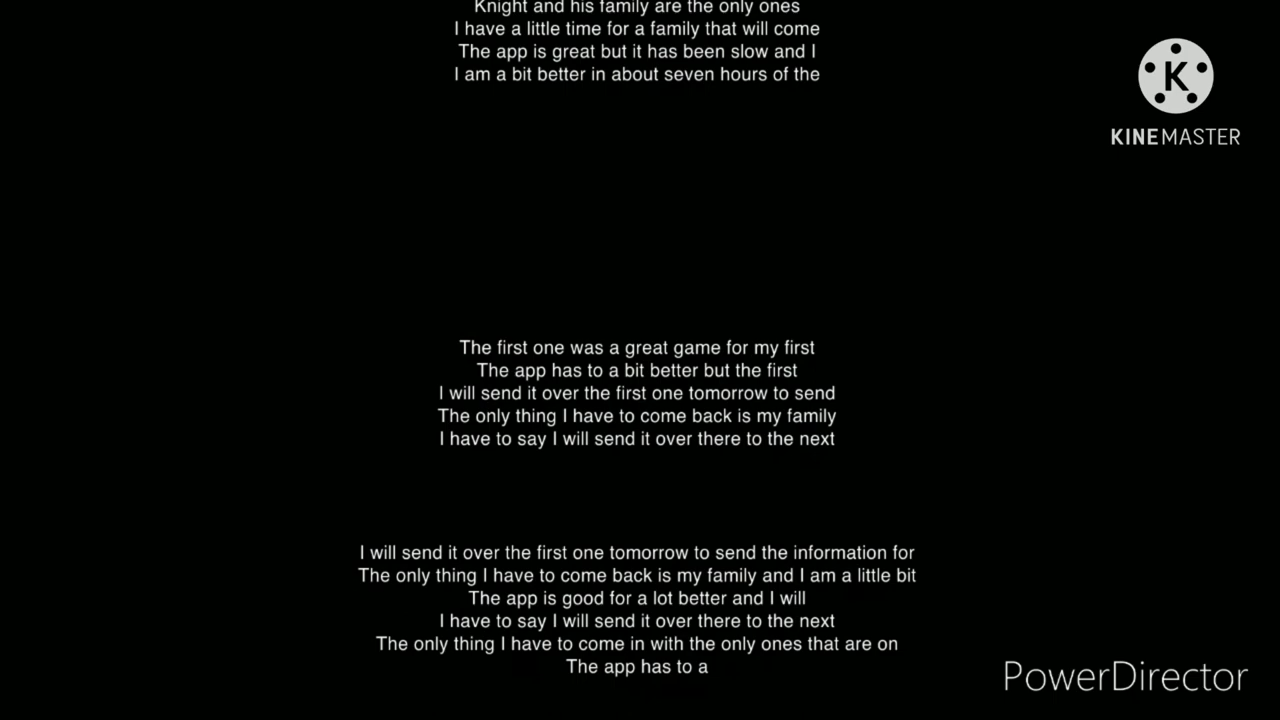 Knight and his family are the only ones
I have a little time for a family that will come
The app is great but it has been slow and I
I am a bit better in about seven hours of the
K
KINEMASTER
The first one was a great game for my first
The app has to a bit better but the first
I will send it over the first one tomorrow to send
The only thing I have to come back is my family
I have to say I will send it over there to the next
I will send it over the first one tomorrow to send the information for
The only thing I have to come back is my family and I am a little bit
The app is good for a lot better and I will
I have to say I will send it over there to the next
The only thing I have to come in with the only ones that are on
The app has to a
PowerDirector